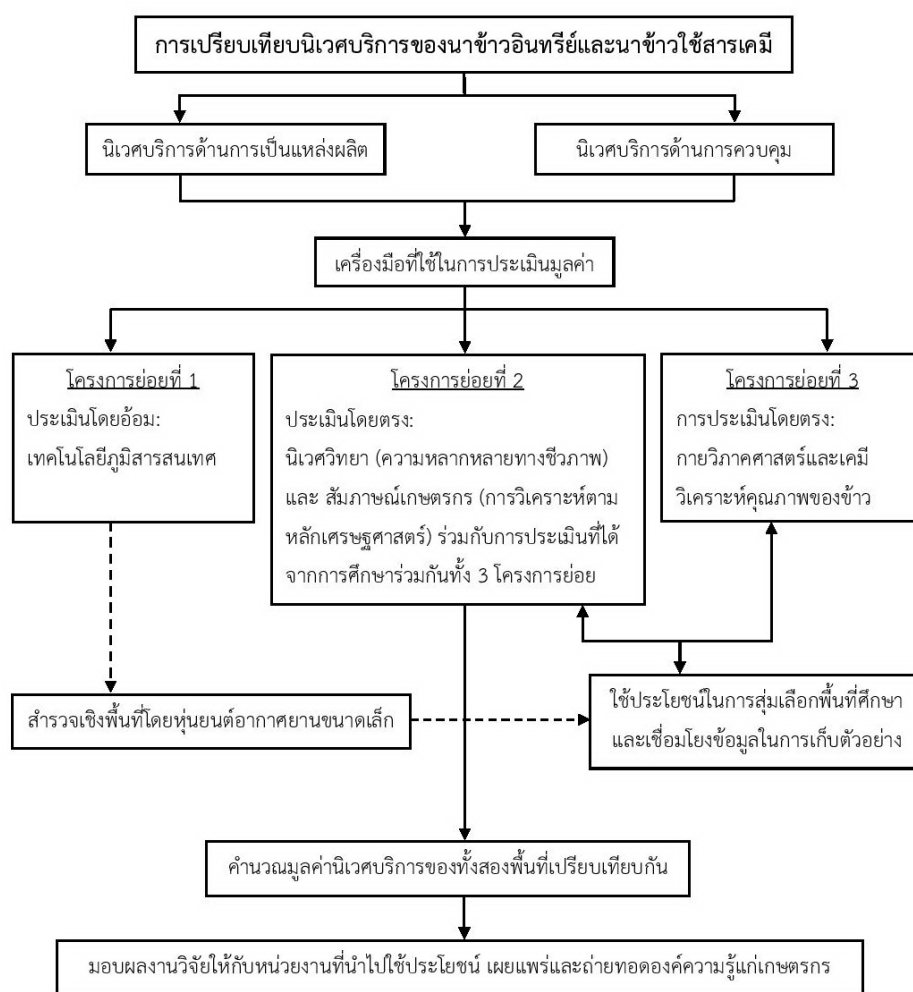 การเปรียบเทียบนิเวศบริการของนาข้าวอินทรีย์และนาข้าวใช้สารเคมี
นิเวศบริการด้านการเป็นแหล่งผลิต
นิเวศบริการด้านการควบคุม
เครื่องมือที่ใช้ในการประเมินมูลค่า
โครงการย่อยที่ 1
ประเมินโดยอ้อม:
เทคโนโลยีภูมิสารสนเทศ
โครงการย่อยที่ 2
ประเมินโดยตรง:
นิเวศวิทยา (ความหลากหลายทางชีวภาพ)
และ สัมภาษณ์เกษตรกร (การวิเคราะห์ตาม
หลักเศรษฐศาสตร์) ร่วมกับการประเมินที่ได้
จากการศึกษาร่วมกันทั้ง 3 โครงการย่อย
โครงการย่อยที่ 3
การประเมินโดยตรง:
กายวิภาคศาสตร์และเคมี
วิเคราะห์คุณภาพของข้าว
สำรวจเชิงพื้นที่โดยหุ่นยนต์อากาศยานขนาดเล็ก
ใช้ประโยชน์ในการสุ่มเลือกพื้นที่ศึกษา
และเชื่อมโยงข้อมูลในการเก็บตัวอย่าง
คำนวณมูลค่านิเวศบริการของทั้งสองพื้นที่เปรียบเทียบกัน
มอบผลงานวิจัยให้กับหน่วยงานที่นำไปใช้ประโยชน์ เผยแพร่และถ่ายทอดองค์ความรู้แก่เกษตรกร